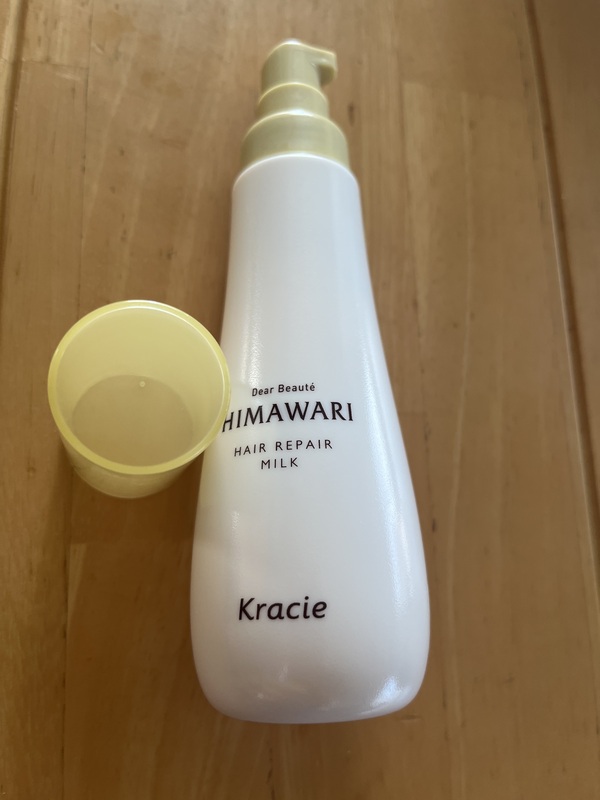 Dear Beauté
HIMAWARI
HAIR REPAIR
MILK
Kracie